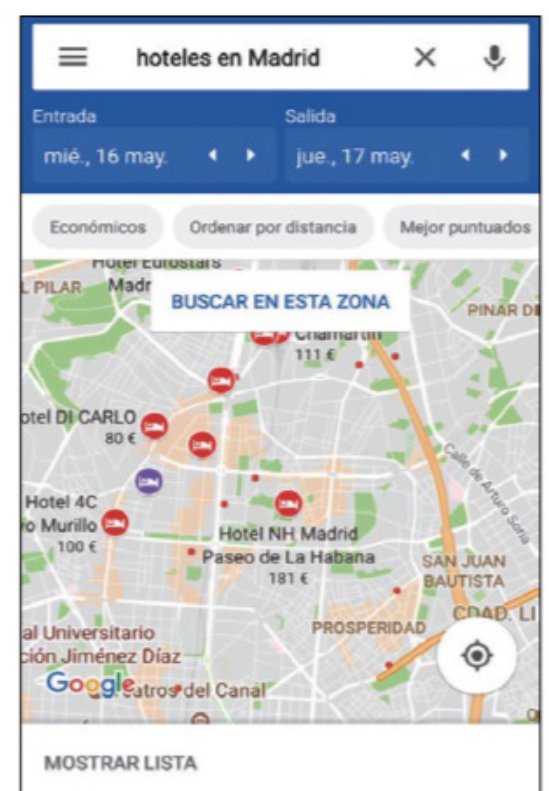 hoteles en Madrid
Entrada
Salida
mié., 16 may.
jue., 17 may.
Económicos
Ordenar por distancia
Mejor puntuados
Hotel Eurostars
Madr
L PILAR
BUSCAR EN ESTA ZONA
PINAR DE
Chamartín
111 €
otel DI CARLO
80 €
Calle de Arturo Soria
Hotel 4C
vo Murillo
100 €
Hotel NH Madrid
Paseo de La Habana
181 €
SAN JUAN
BAUTISTA
PROSPERIDAD
CDAD. LI
al Universitario
ción Jiménez Díaz
Google
atros del Canal
MOSTRAR LISTA